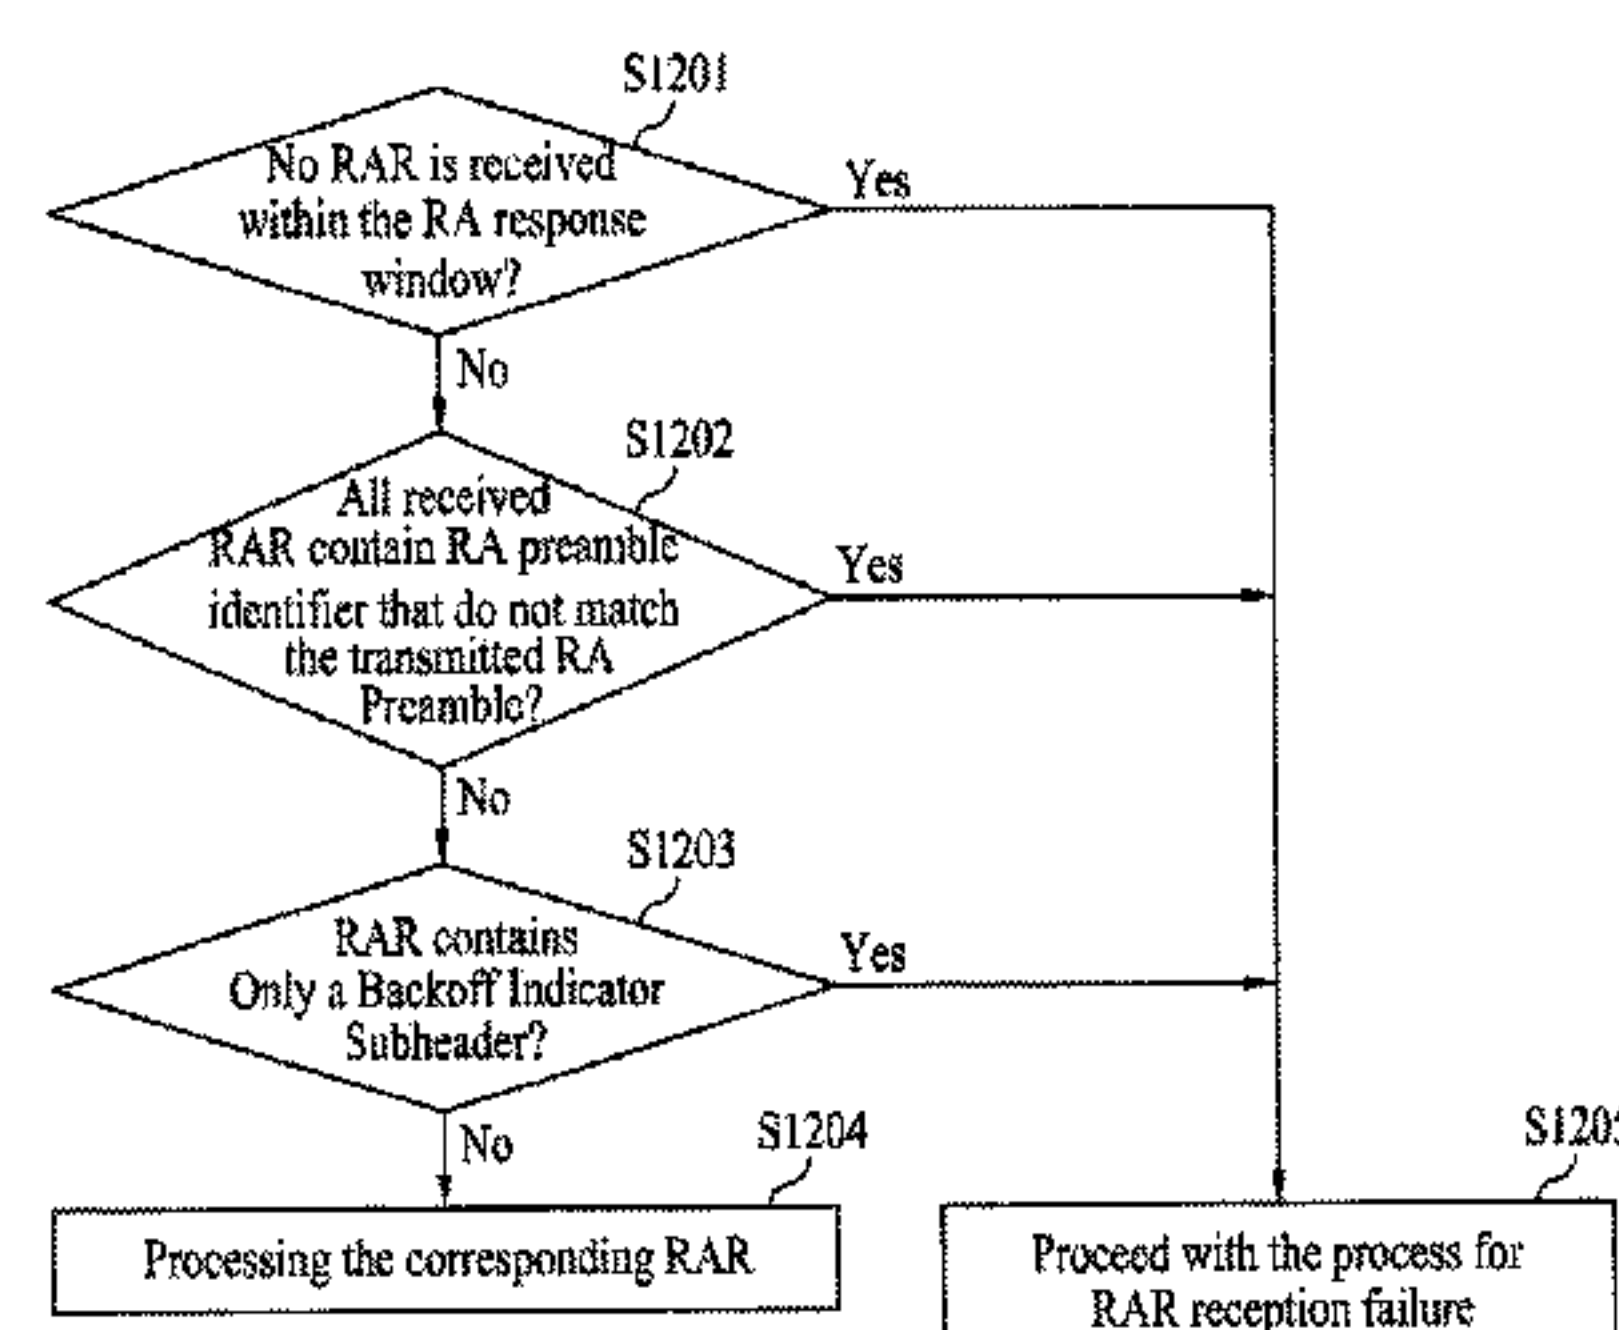 S1201
No RAR is received
within the RA response
window?
Yes
No
S1202
All received
RAR contain RA preamble
identifier that do not match
the transmitted RA
Preamble?
Yes
No
S1203
RAR contains
Only a Backoff Indicator
Subheader?
Yes
No
S1204
Processing the corresponding RAR
S1205
Proceed with the process for
RAR reception failure